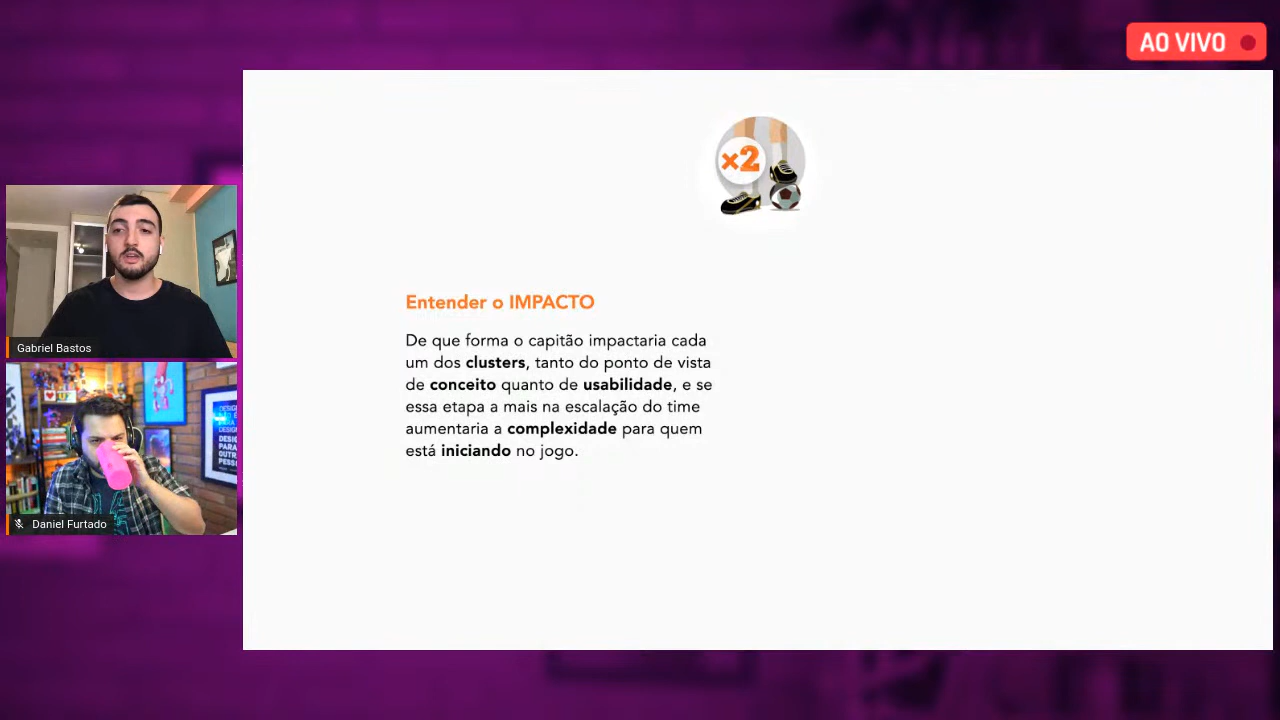 AO VIVO
x2
Entender o IMPACTO
De que forma o capitão impactaria cada
um dos clusters, tanto do ponto de vista
de conceito quanto de usabilidade, e se
essa etapa a mais na escalação do time
aumentaria a complexidade para quem
está iniciando no jogo.
Gabriel Bastos
Daniel Furtado